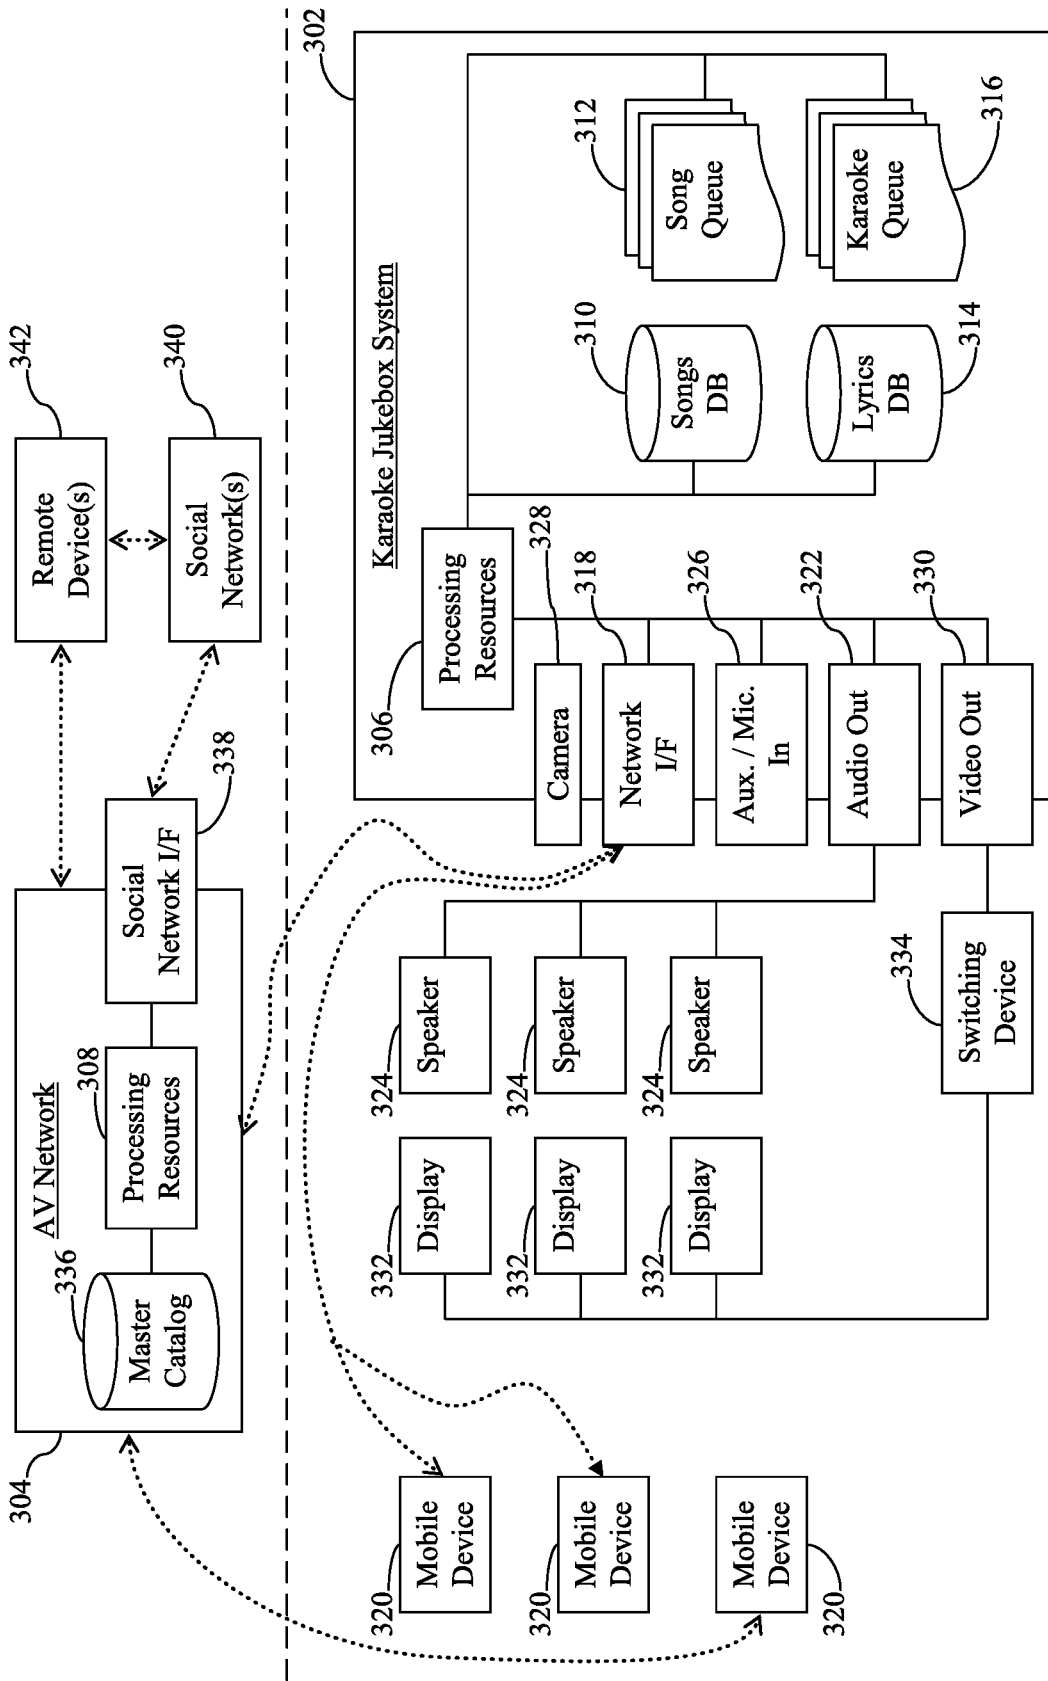 304
AV Network
336
Master
Catalog
308
Processing
Resources
Social
Network I/F
338
Remote
Device(s)
342
Social
Network(s)
340
320
Mobile
Device
320
Mobile
Device
Mobile
Device
320
332
Display
332
Display
332
Display
324
Speaker
324
Speaker
324
Speaker
Switching
Device
334
302
Karaoke Jukebox System
306
Processing
Resources
Camera
328
Network
I/F
318
Aux. / Mic.
In
326
Audio Out
322
Video Out
330
310
Songs
DB
312
Song
Queue
Lyrics
DB
314
Karaoke
Queue
316